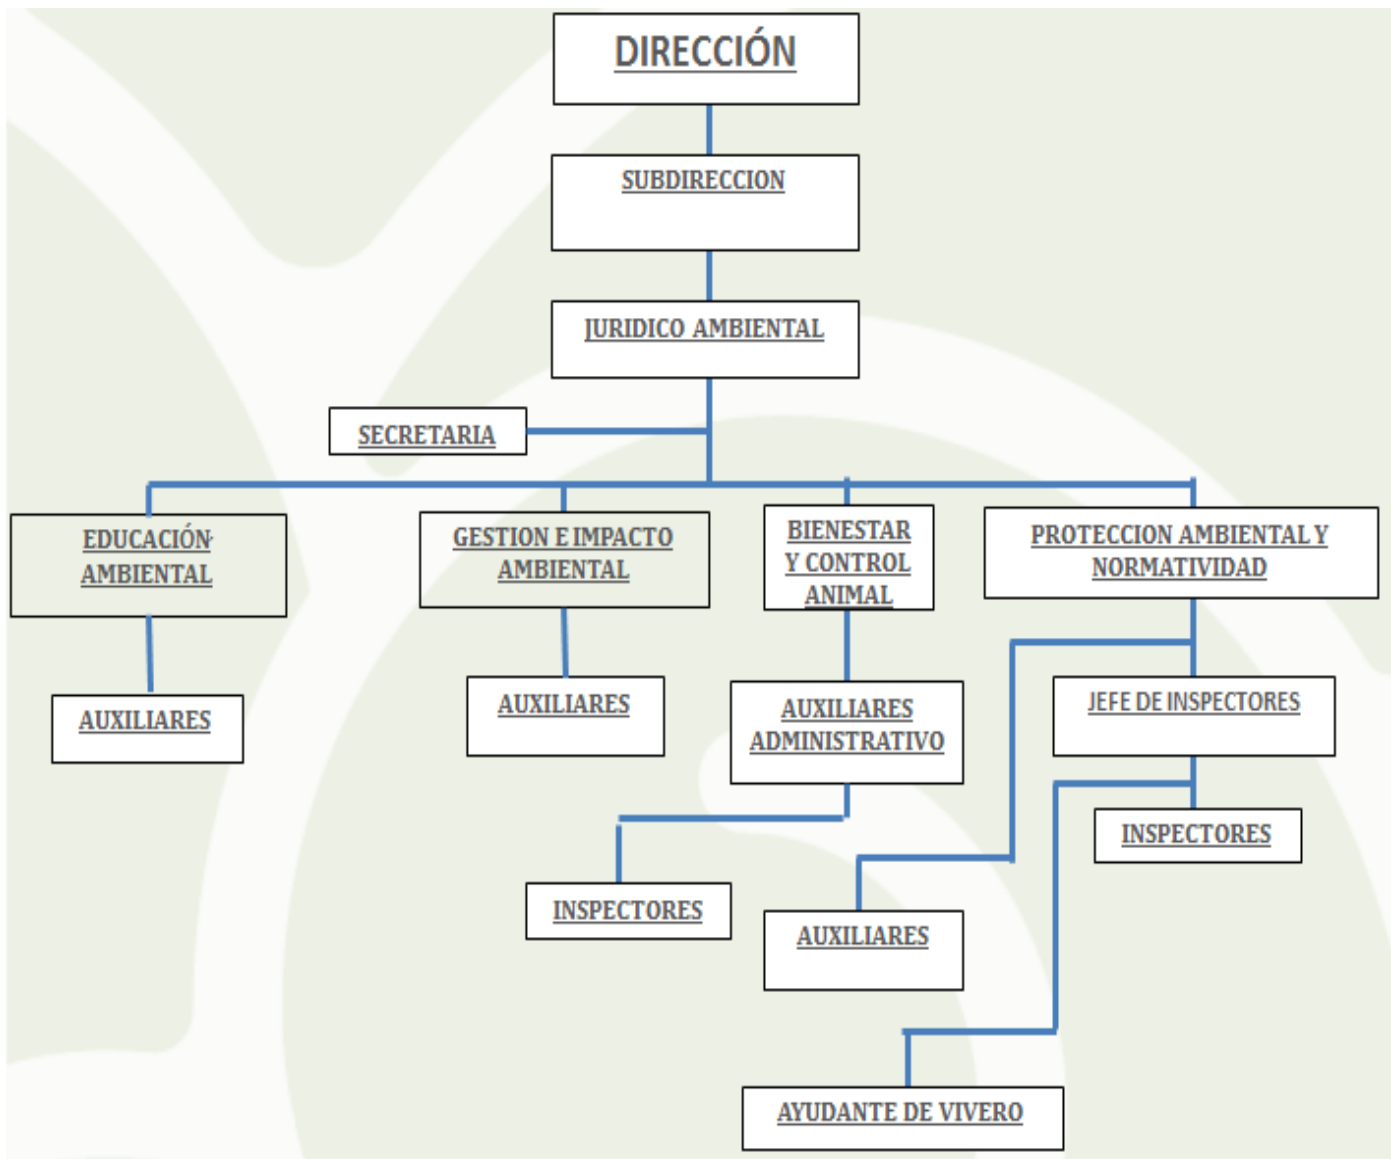 DIRECCIÓN
SUBDIRECCION
JURIDICO AMBIENTAL
SECRETARIA
EDUCACIÓN
AMBIENTAL
GESTION E IMPACTO
AMBIENTAL
BIENESTAR
Y CONTROL
ANIMAL
PROTECCION AMBIENTAL Y
NORMATIVIDAD
AUXILIARES
AUXILIARES
AUXILIARES
ADMINISTRATIVO
JEFE DE INSPECTORES
INSPECTORES
INSPECTORES
AUXILIARES
AYUDANTE DE VIVERO